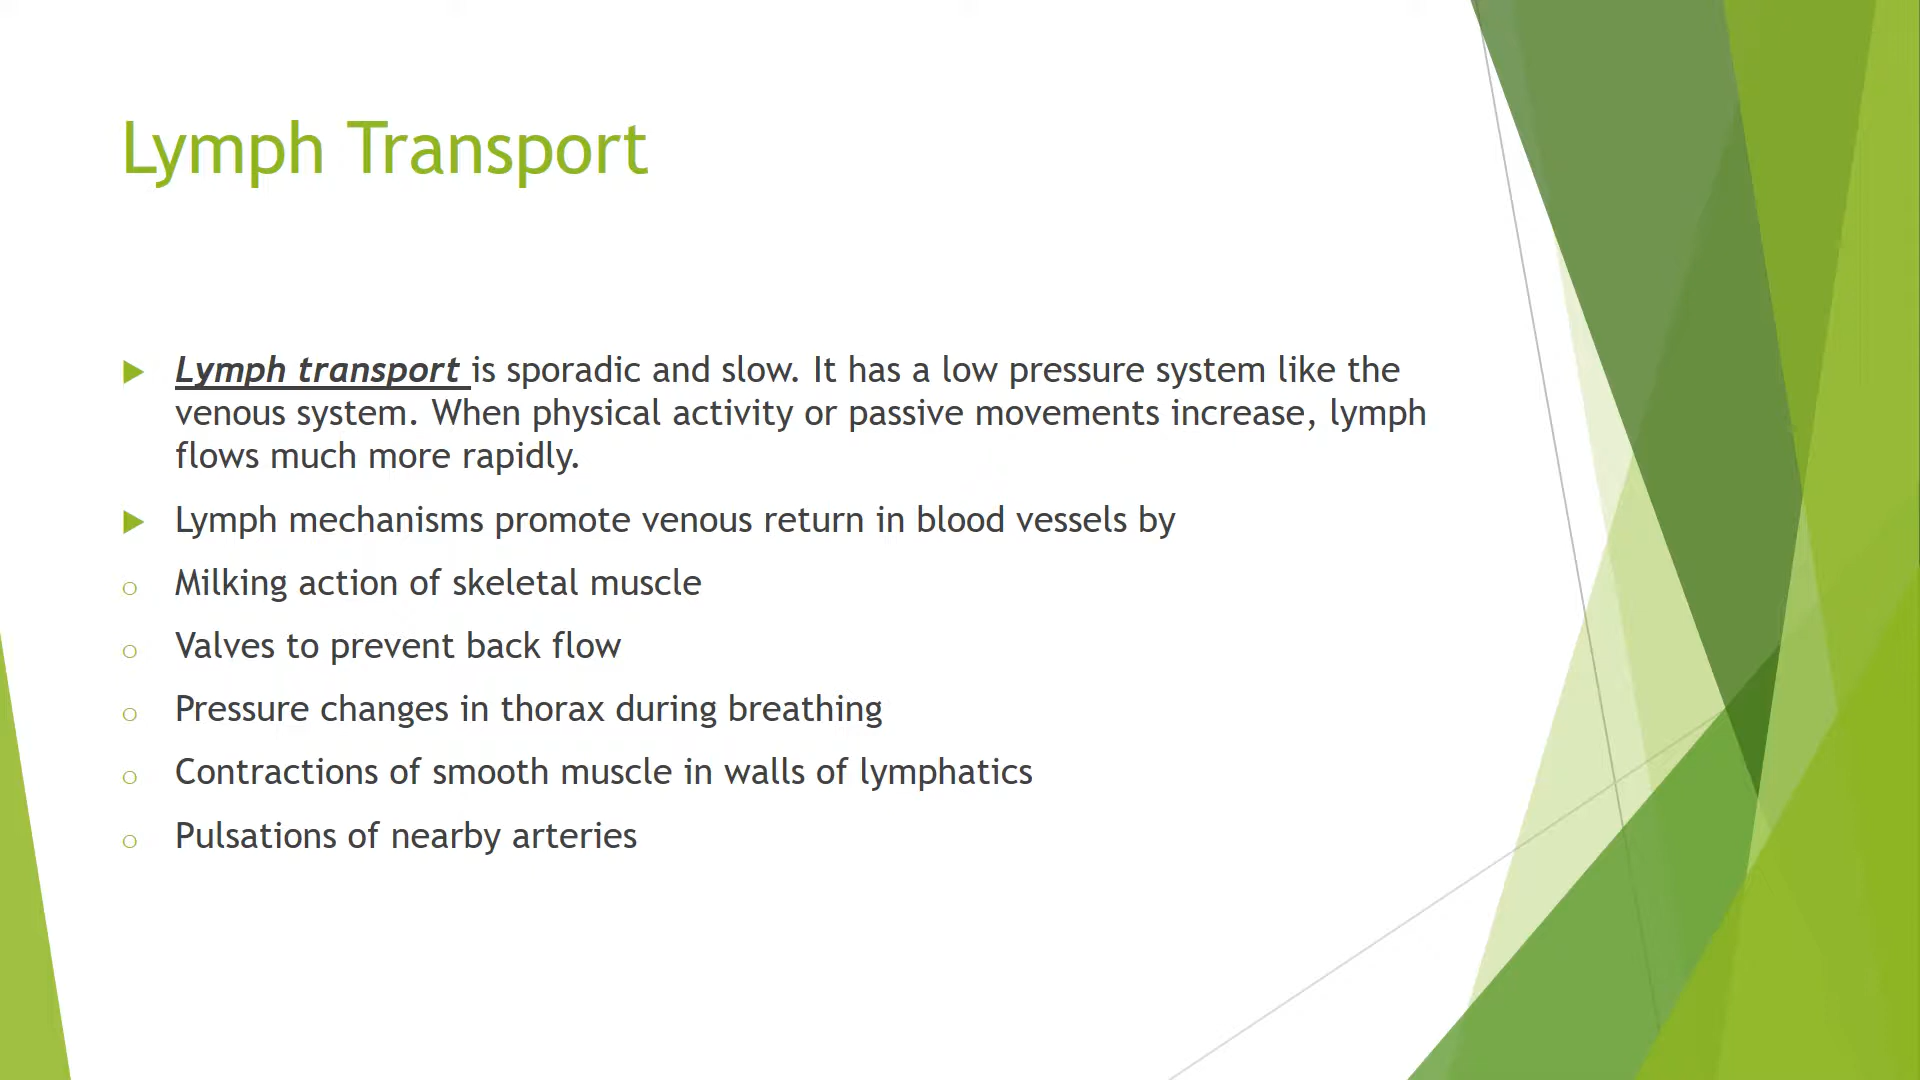 Lymph Transport
Lymph transport is sporadic and slow. It has a low pressure system like the
venous system. When physical activity or passive movements increase, lymph
flows much more rapidly.
Lymph mechanisms promote venous return in blood vessels by
Milking action of skeletal muscle
Valves to prevent back flow
Pressure changes in thorax during breathing
Contractions of smooth muscle in walls of lymphatics
Pulsations of nearby arteries